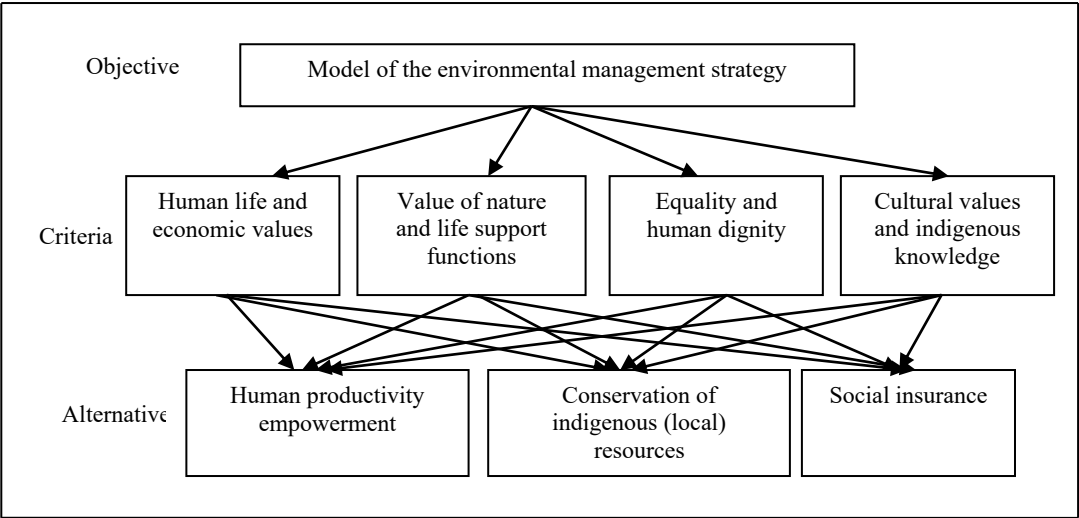 Objective
Model of the environmental management strategy
Criteria
Human life and
economic values
Value of nature
and life support
functions
Equality and
human dignity
Cultural values
and indigenous
knowledge
Alternative
Human productivity
empowerment
Conservation of
indigenous (local)
resources
Social insurance